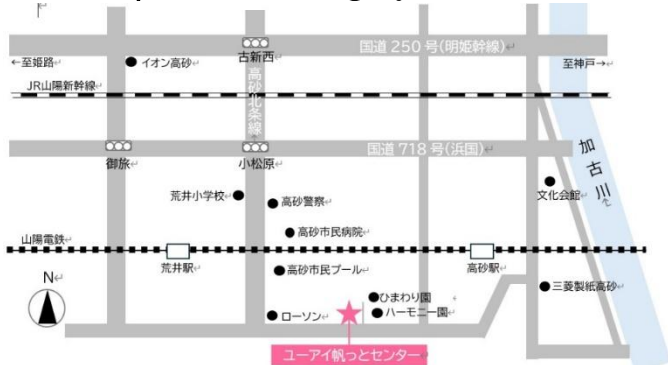 国道 250 号(明姫幹線)
古新西
←至姫路
イオン高砂
至神戸→
JR山陽新幹線
高砂北条線
国道 718 号(浜国)
加古川
御旅
小松原
荒井小学校
高砂警察
文化会館
高砂市民病院
山陽電鉄
荒井駅
高砂駅
高砂市民プール
N
三菱製紙高砂
ひまわり園
ハーモニー園
ローソン
ユーアイ帆っとセンター